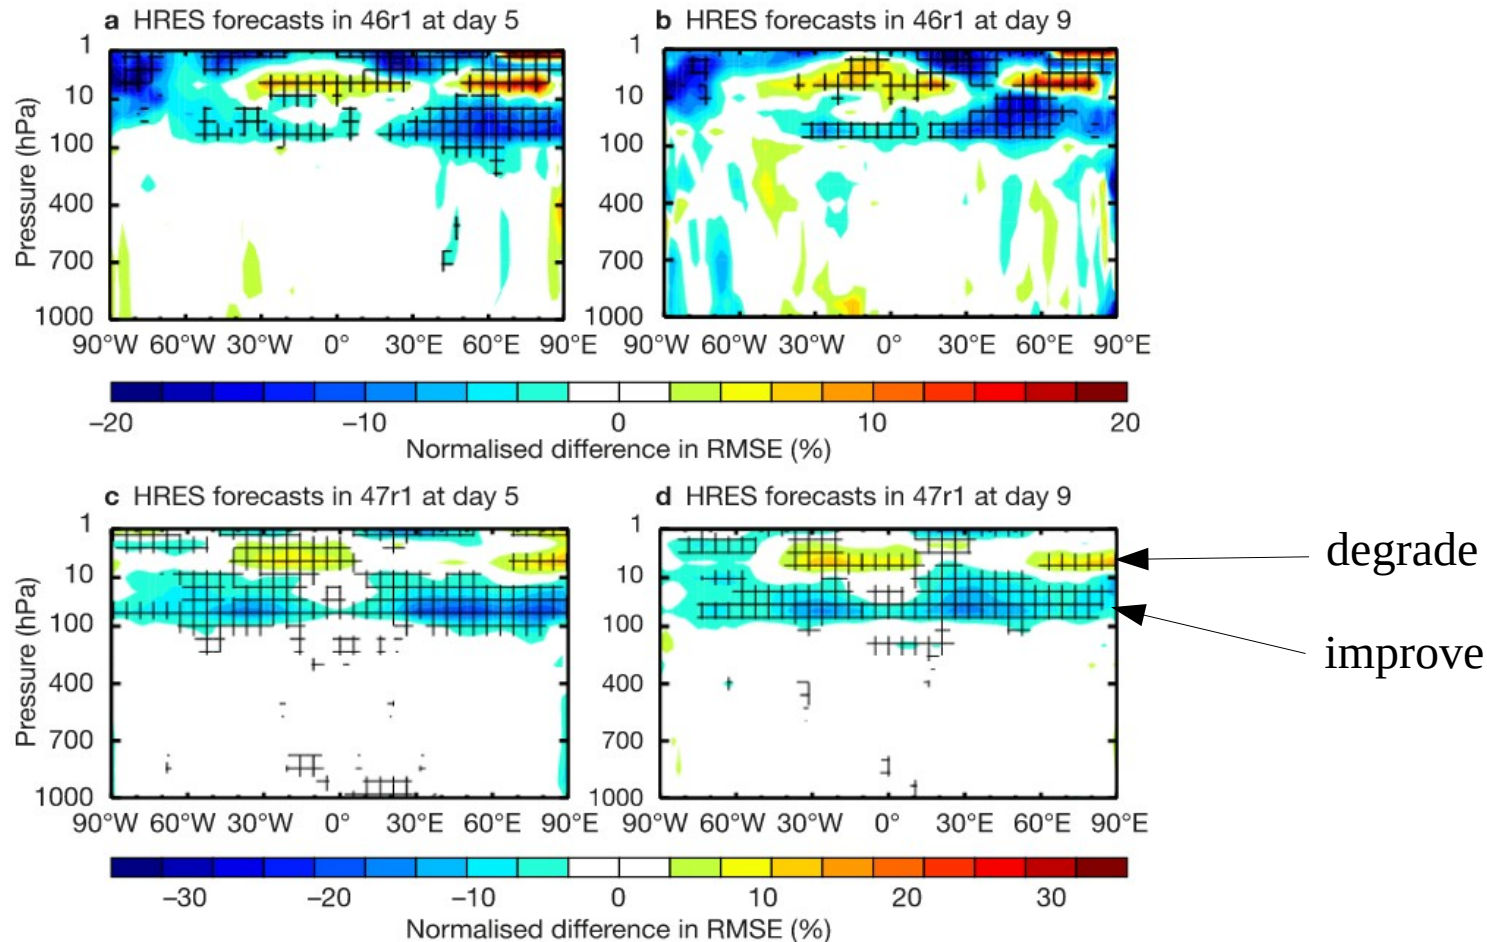 a HRES forecasts in 46r1 at day 5
b HRES forecasts in 46r1 at day 9
Pressure (hPa)
1
10
100
400
700
1000
90°W 60°W 30°W 0° 30°E 60°E 90°E
1
10
100
400
700
1000
90°W 60°W 30°W 0° 30°E 60°E 90°E
−20 −10 0 10 20
Normalised difference in RMSE (%)
c HRES forecasts in 47r1 at day 5
d HRES forecasts in 47r1 at day 9
Pressure (hPa)
1
10
100
400
700
1000
90°W 60°W 30°W 0° 30°E 60°E 90°E
1
10
100
400
700
1000
90°W 60°W 30°W 0° 30°E 60°E 90°E
degrade
improve
−30 −20 −10 0 10 20 30
Normalised difference in RMSE (%)